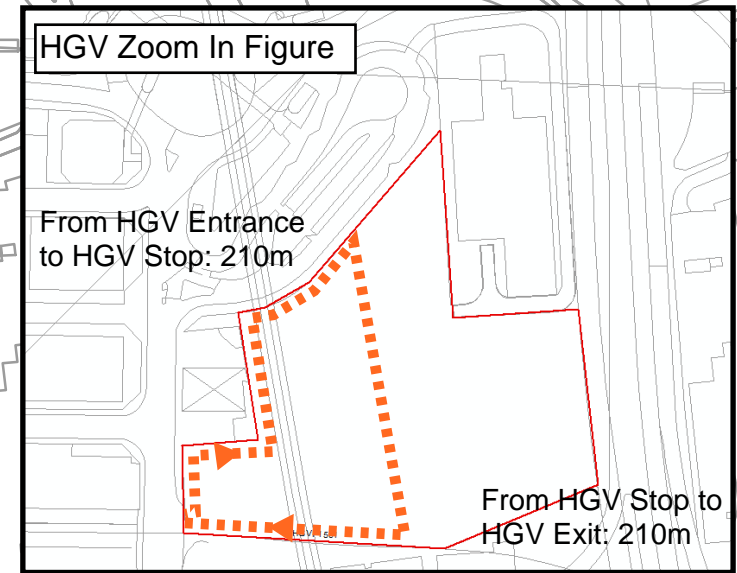 HGV Zoom In Figure
From HGV Entrance
to HGV Stop: 210m
From HGV Stop to
HGV Exit: 210m